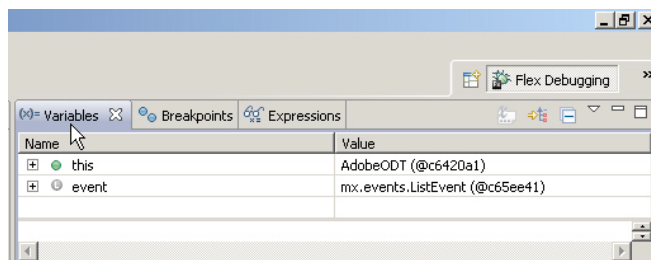 Flex Debugging »
(x)= Variables Breakpoints Expressions
Name Value
this AdobeODT (@c6420a1)
event mx.events.ListEvent (@c65ee41)